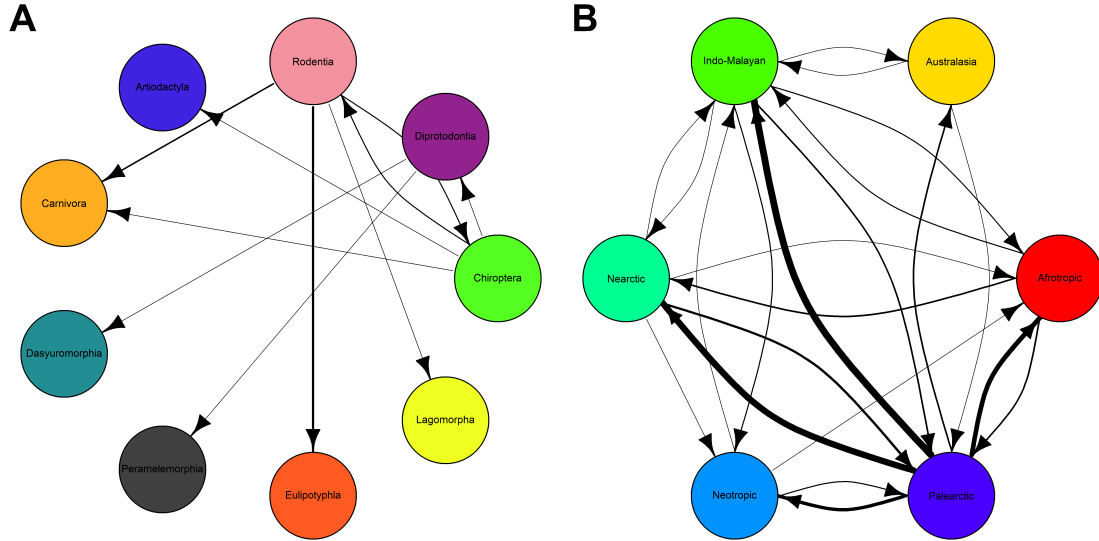 A
B
Rodentia
Artiodactyla
Diprotodontia
Carnivora
Chiroptera
Dasyuromorphia
Lagomorpha
Peramelemorphia
Eulipotyphla
Indo-Malayan
Australasia
Nearctic
Afrotropic
Neotropic
Palearctic